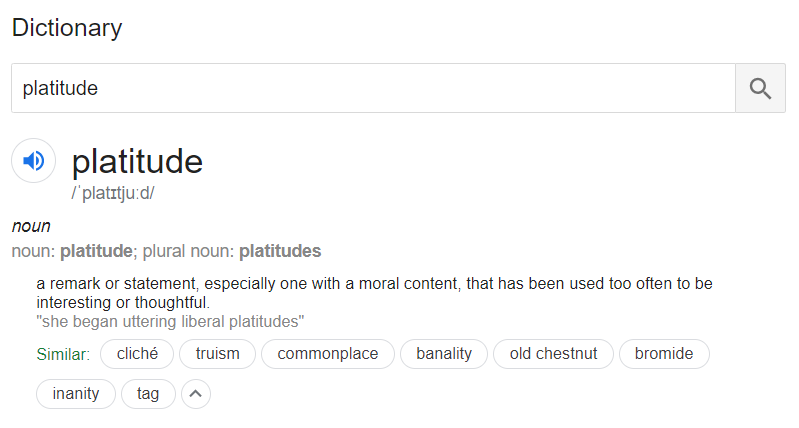 Dictionary
platitude
platitude
/ˈplatɪtjuːd/
noun
noun: platitude; plural noun: platitudes
a remark or statement, especially one with a moral content, that has been used too often to be
interesting or thoughtful.
"she began uttering liberal platitudes"
Similar: cliché truism commonplace banality old chestnut bromide
inanity tag